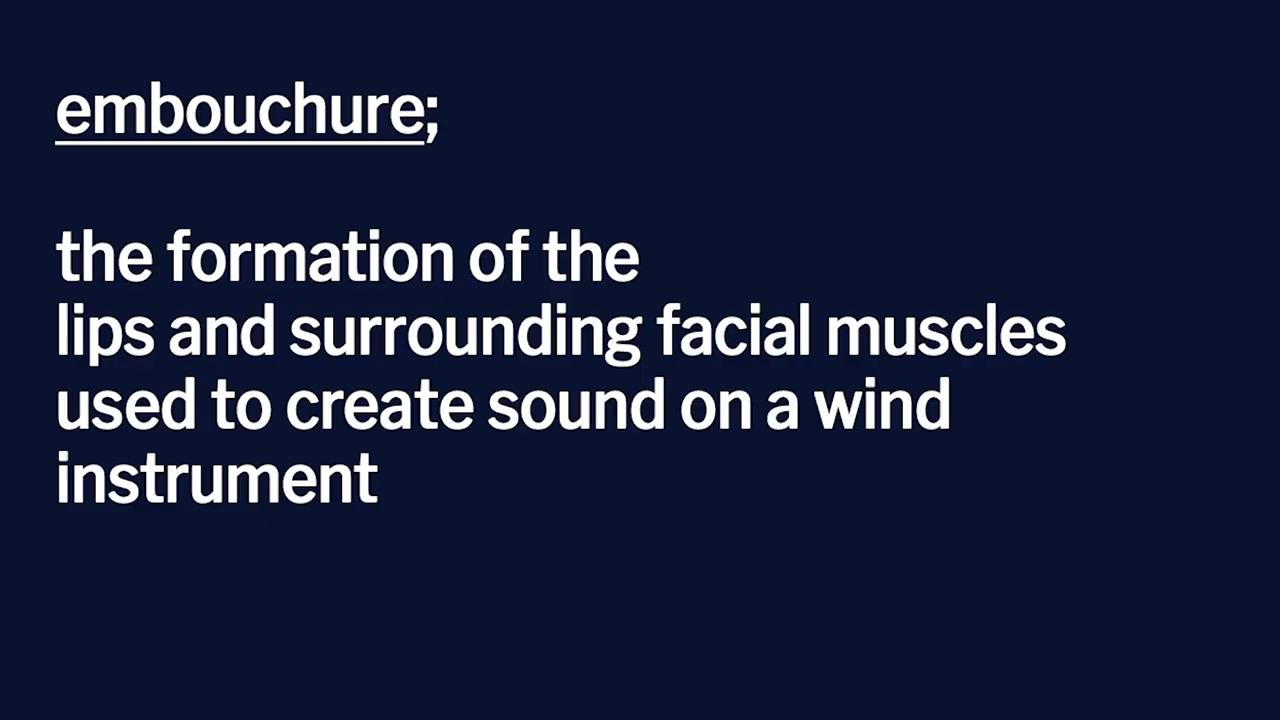 embouchure;
the formation of the
lips and surrounding facial muscles
used to create sound on a wind
instrument